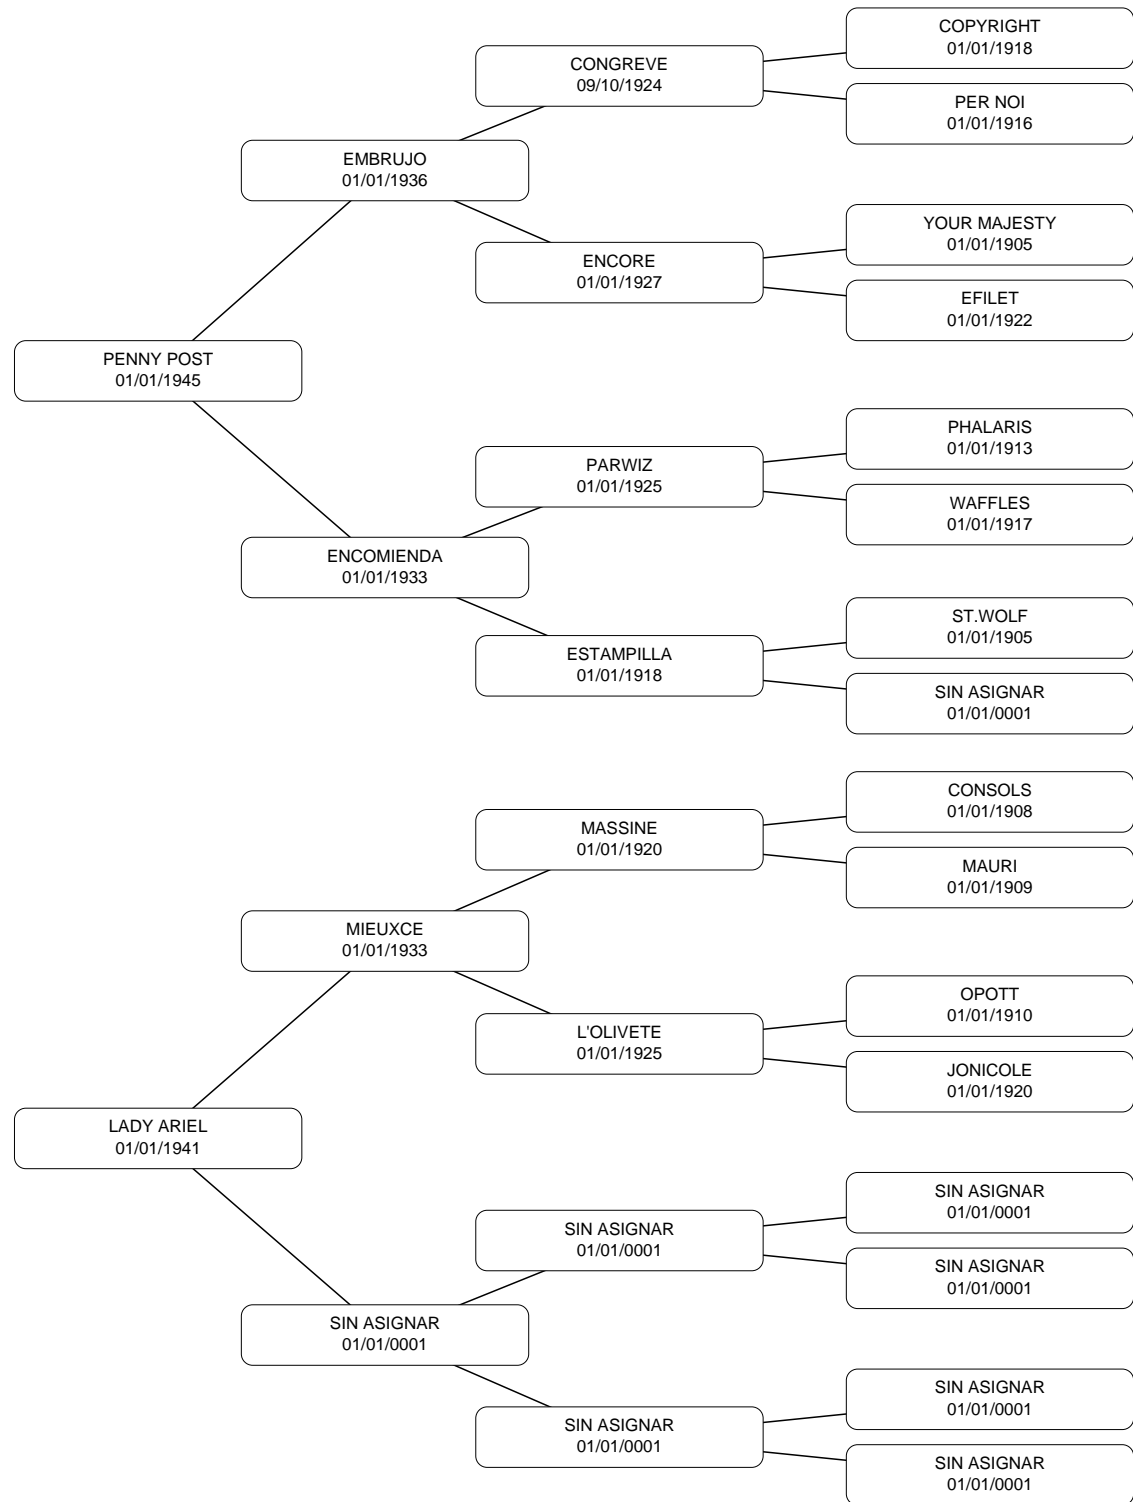 COPYRIGHT
01/01/1918
CONGREVE
09/10/1924
PER NOI
01/01/1916
EMBRUJO
01/01/1936
YOUR MAJESTY
01/01/1905
ENCORE
01/01/1927
EFILET
01/01/1922
PENNY POST
01/01/1945
PHALARIS
01/01/1913
PARWIZ
01/01/1925
WAFFLES
01/01/1917
ENCOMIENDA
01/01/1933
ST.WOLF
01/01/1905
ESTAMPILLA
01/01/1918
SIN ASIGNAR
01/01/0001
CONSOLS
01/01/1908
MASSINE
01/01/1920
MAURI
01/01/1909
MIEUXCE
01/01/1933
OPOTT
01/01/1910
L'OLIVETE
01/01/1925
JONICOLE
01/01/1920
LADY ARIEL
01/01/1941
SIN ASIGNAR
01/01/0001
SIN ASIGNAR
01/01/0001
SIN ASIGNAR
01/01/0001
SIN ASIGNAR
01/01/0001
SIN ASIGNAR
01/01/0001
SIN ASIGNAR
01/01/0001
SIN ASIGNAR
01/01/0001